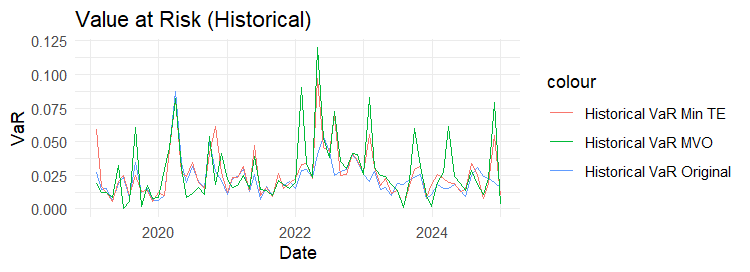 Value at Risk (Historical)
0.125
0.100
0.075
0.050
0.025
0.000
VaR
2020
2022
2024
Date
colour
Historical VaR Min TE
Historical VaR MVO
Historical VaR Original